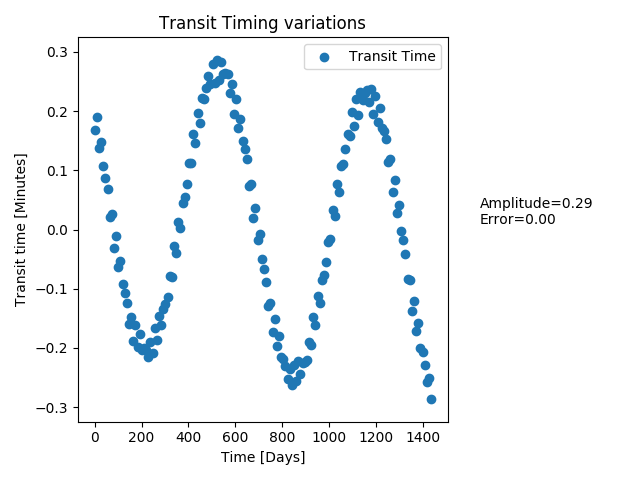 Transit Timing variations
Transit Time
Transit time [Minutes]
0.3
0.2
0.1
0.0
−0.1
−0.2
−0.3
0 200 400 600 800 1000 1200 1400
Time [Days]
Amplitude=0.29
Error=0.00